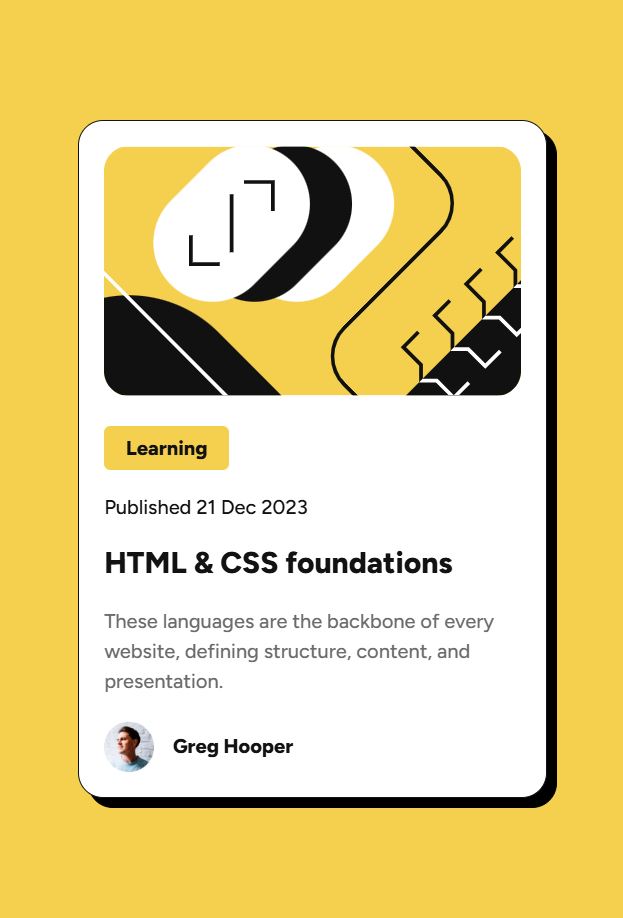 Learning
Published 21 Dec 2023
HTML & CSS foundations
These languages are the backbone of every
website, defining structure, content, and
presentation.
Greg Hooper